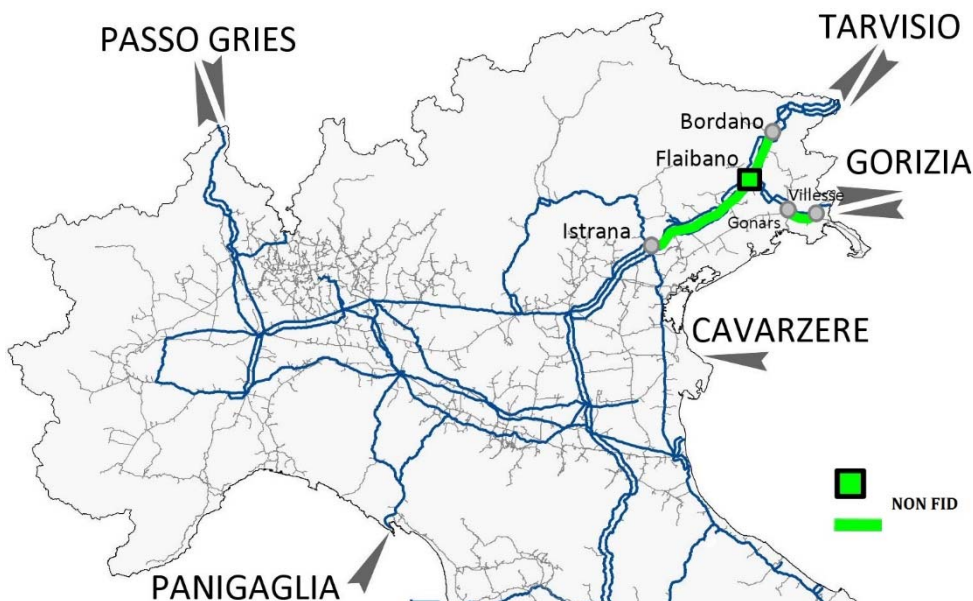 TARVISIO
PASSO GRIES
Bordano
Flaibano
GORIZIA
Villesse
Istrana
Gonars
CAVARZERE
NON FID
PANIGAGLIA